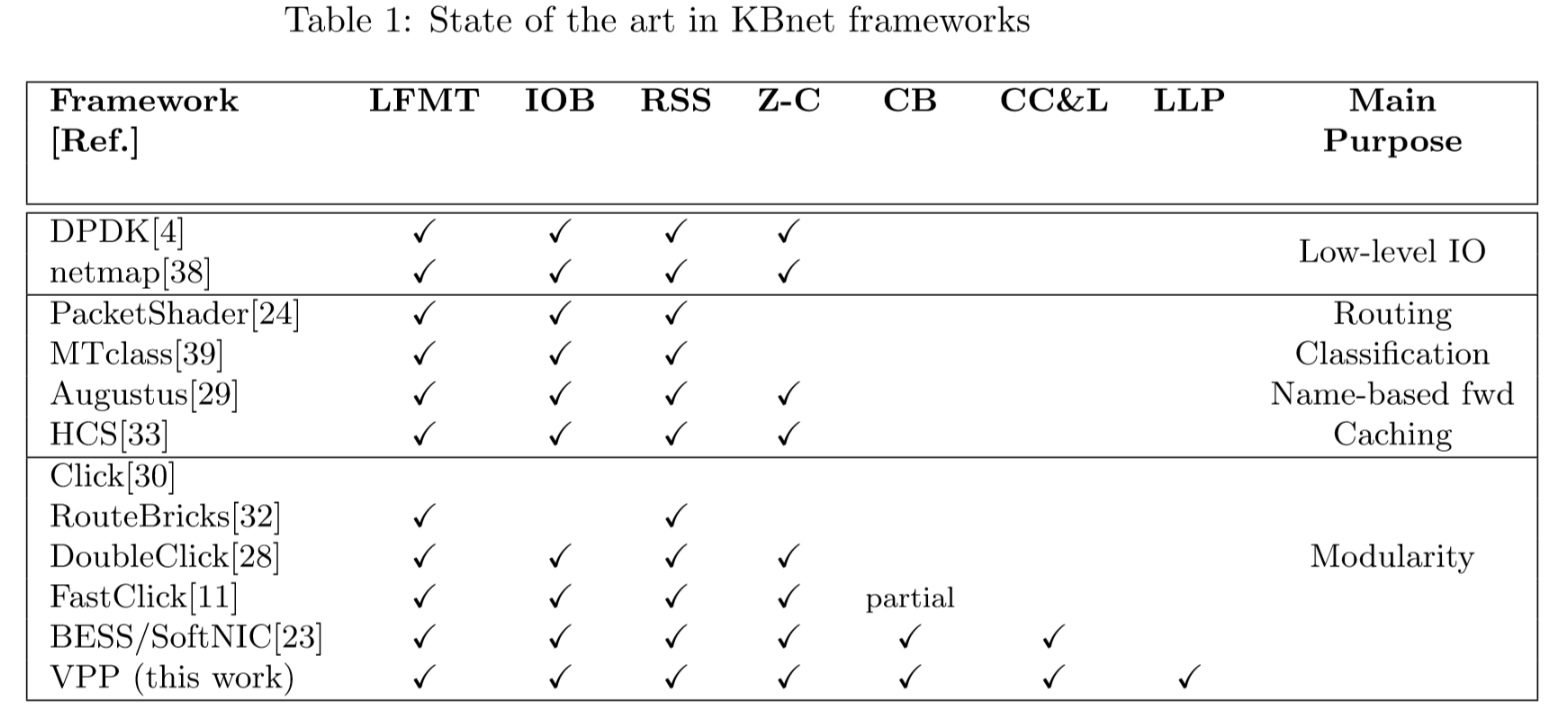 Table 1: State of the art in KBnet frameworks
Framework LFMT IOB RSS Z-C CB CC&L LLP Main
[Ref.] Purpose
DPDK[4] ✓ ✓ ✓ ✓
Low-level IO
netmap[38] ✓ ✓ ✓ ✓
PacketShader[24] ✓ ✓ ✓ Routing
MTclass[39] ✓ ✓ ✓ Classification
Augustus[29] ✓ ✓ ✓ ✓ Name-based fwd
HCS[33] ✓ ✓ ✓ ✓ Caching
Click[30]
RouteBricks[32] ✓ ✓
DoubleClick[28] ✓ ✓ ✓ ✓ Modularity
FastClick[11] ✓ ✓ ✓ ✓ partial
BESS/SoftNIC[23] ✓ ✓ ✓ ✓ ✓ ✓
VPP (this work) ✓ ✓ ✓ ✓ ✓ ✓ ✓